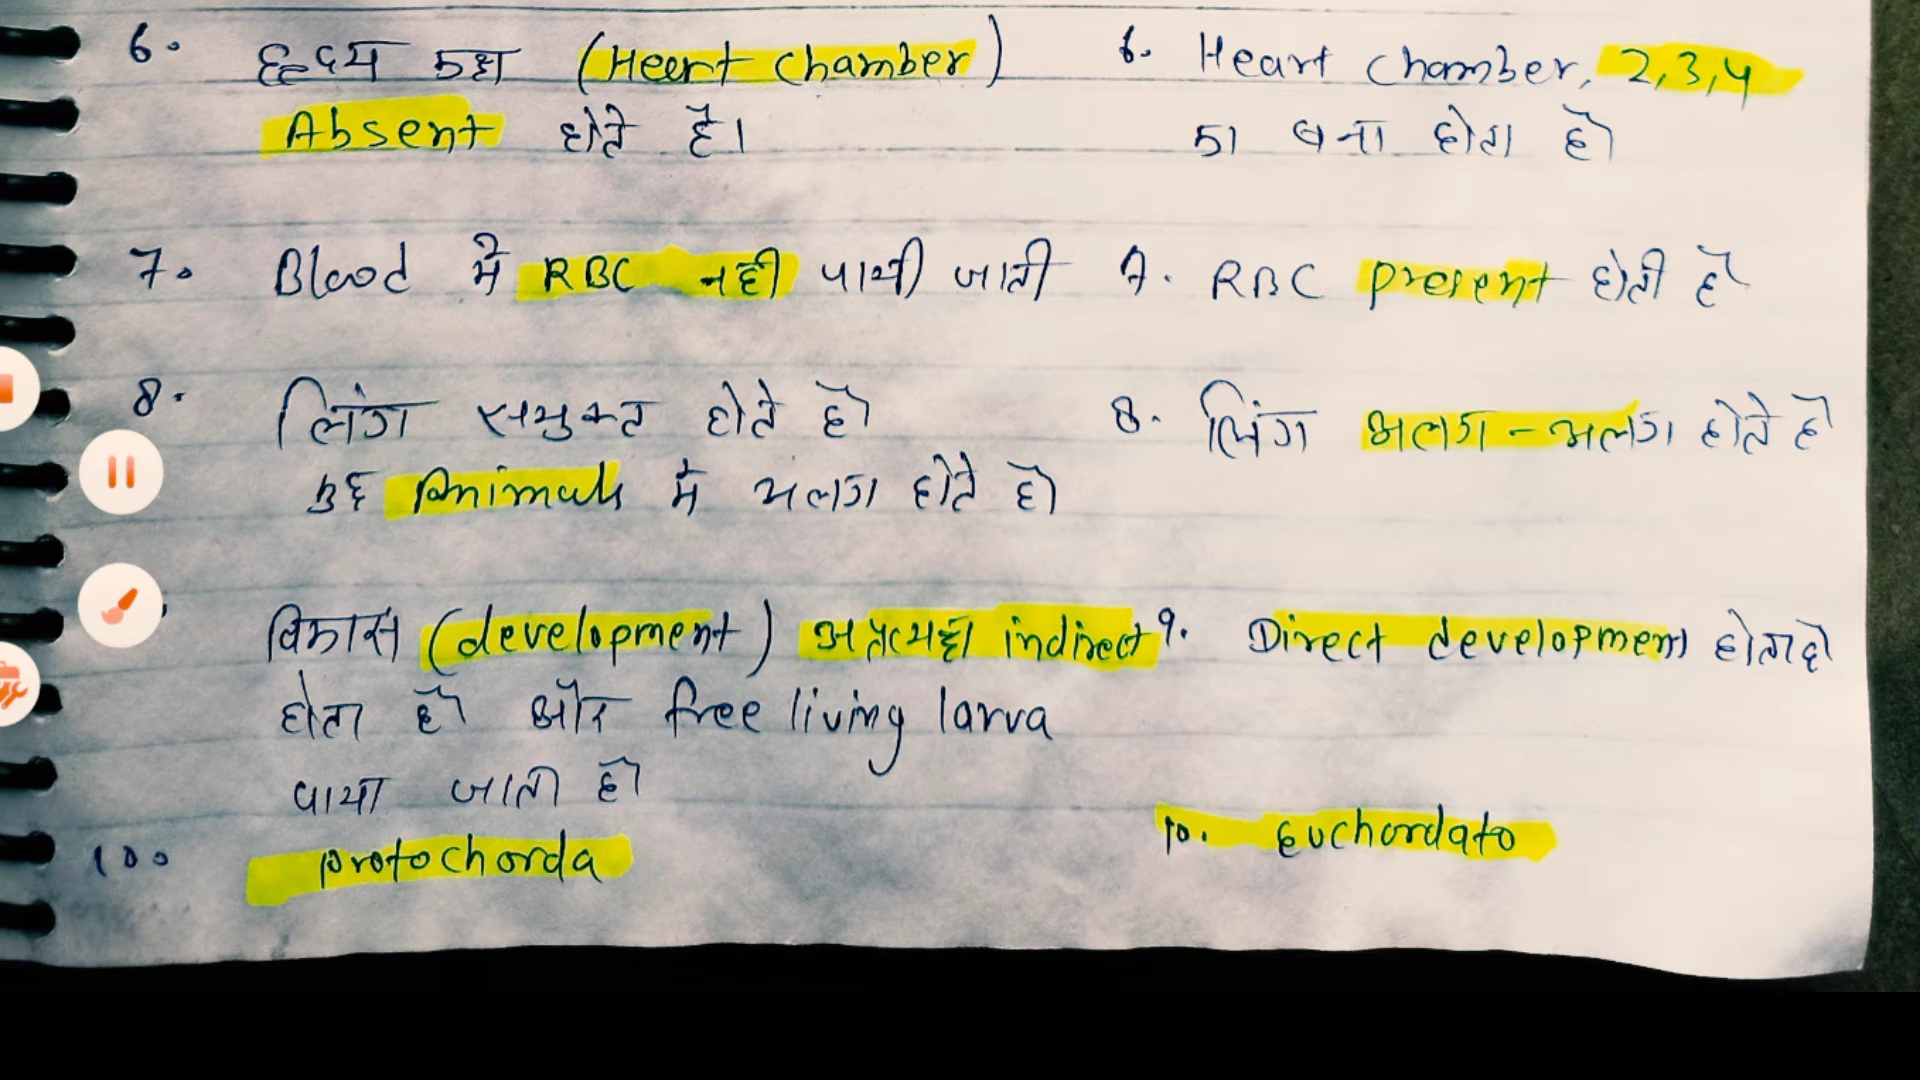 6. हृदय कक्ष (Heert chamber)
Absent होते है।
6. Heart chamber, 2,3,4
का बना होता है
7. Blood में RBC नही पायी जाती
7. RBC present होती है
8. लिंग संयुक्त होते है
कुछ Animals में अलग होते है
8. लिंग अलग-अलग होते है
विकास (development) अप्रत्यक्ष indirect
होता है और free living larva
पाया जाता है
9. Direct development होता है
10. protochorda
10. Euchordata